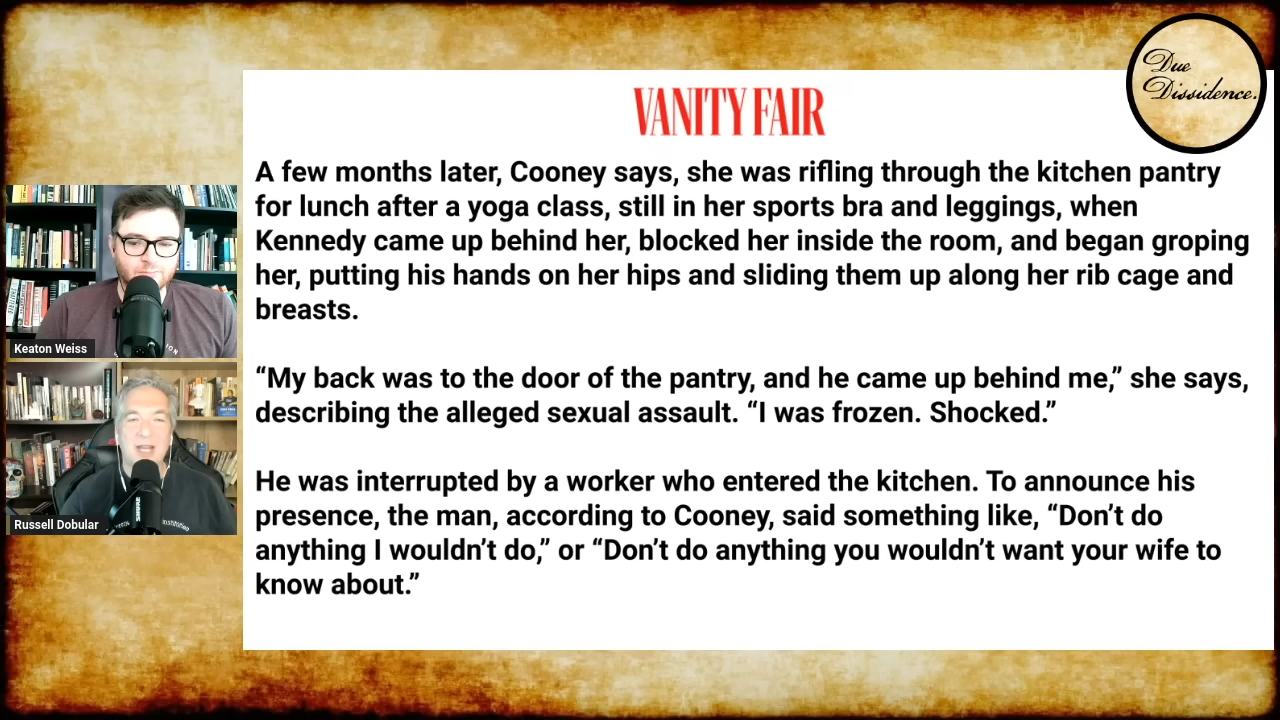 Due
Dissidence.
VANITY FAIR
A few months later, Cooney says, she was rifling through the kitchen pantry
for lunch after a yoga class, still in her sports bra and leggings, when
Kennedy came up behind her, blocked her inside the room, and began groping
her, putting his hands on her hips and sliding them up along her rib cage and
breasts.
“My back was to the door of the pantry, and he came up behind me,” she says,
describing the alleged sexual assault. “I was frozen. Shocked.”
He was interrupted by a worker who entered the kitchen. To announce his
presence, the man, according to Cooney, said something like, “Don’t do
anything I wouldn’t do,” or “Don’t do anything you wouldn’t want your wife to
know about.”
Keaton Weiss
Russell Dobular
SHURE